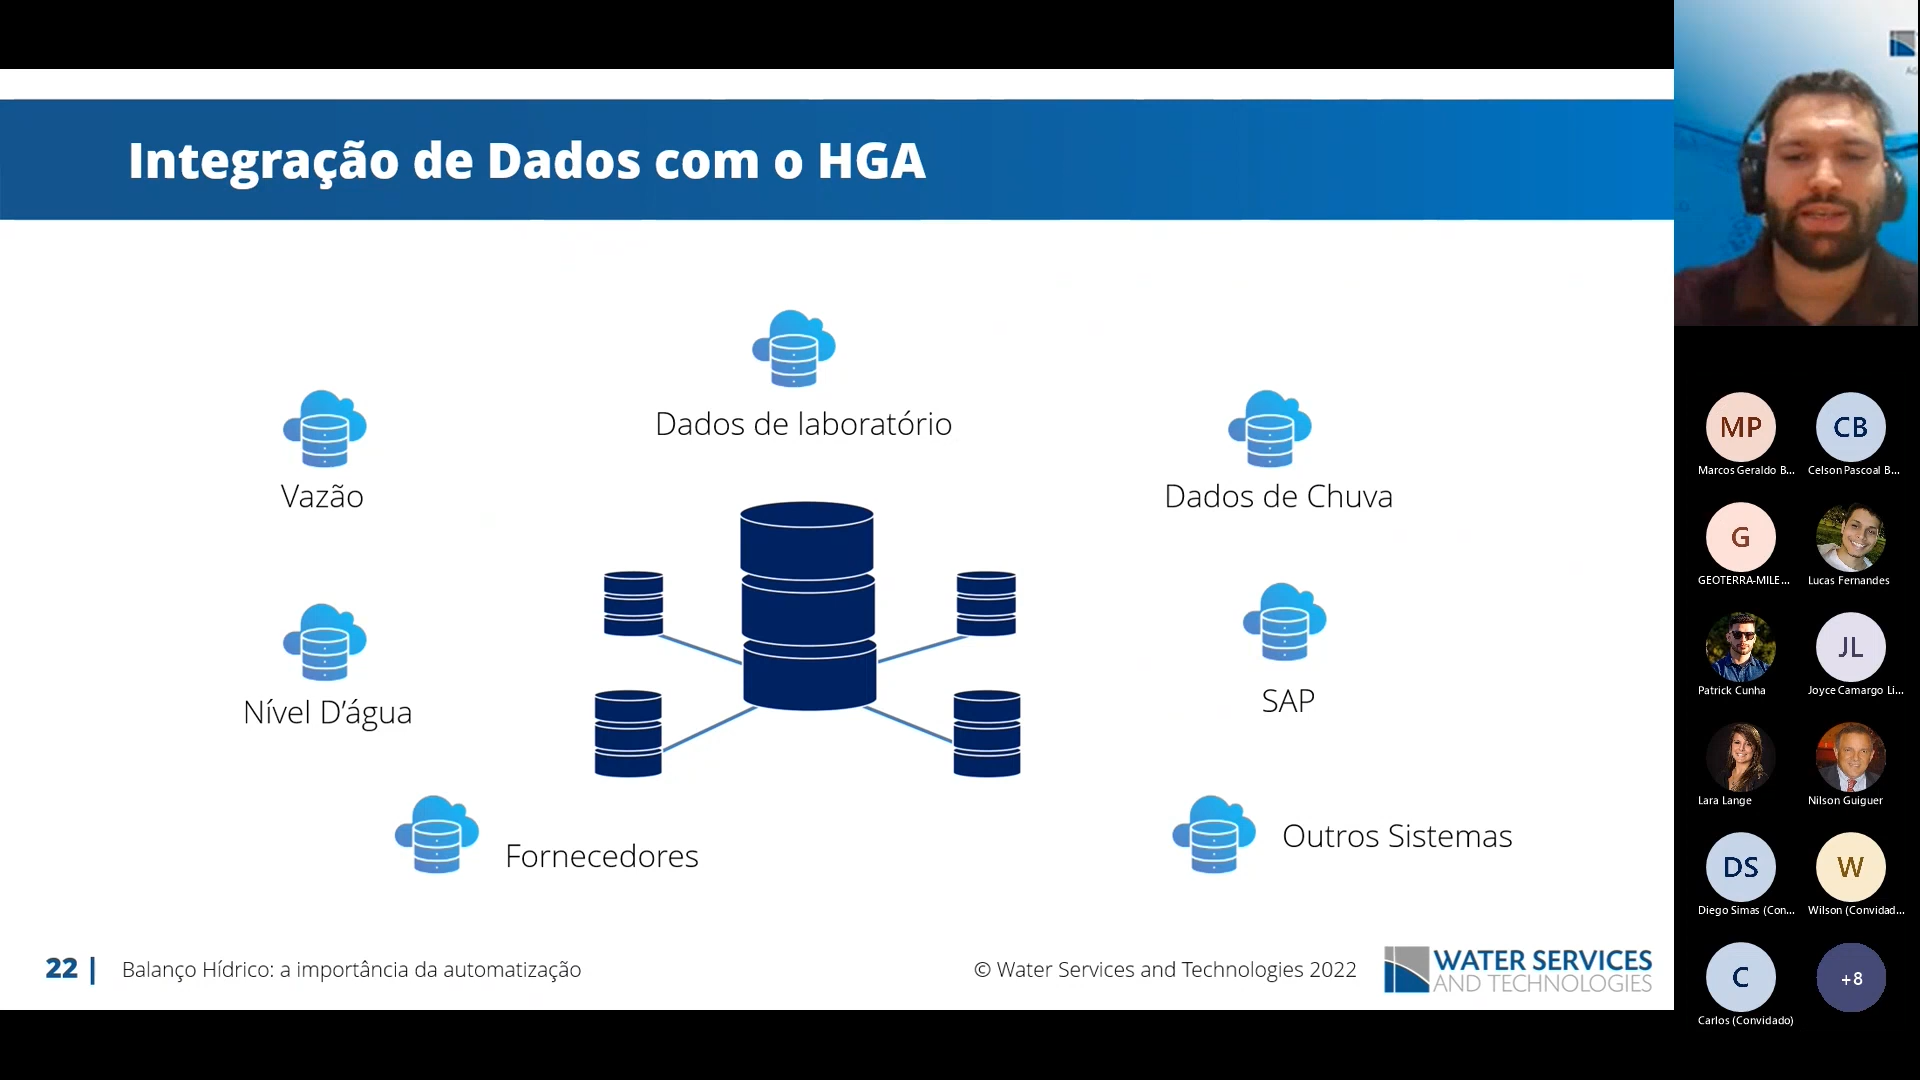 Integração de Dados com o HGA
Dados de laboratório
Vazão
Dados de Chuva
Nível D’água
SAP
Fornecedores
Outros Sistemas
22 | Balanço Hídrico: a importância da automatização
© Water Services and Technologies 2022
WATER SERVICES
AND TECHNOLOGIES
MP
CB
Marcos Geraldo B...
Celson Pascoal B...
G
GEOTERRA-MILE...
Lucas Fernandes
Patrick Cunha
JL
Joyce Camargo Li...
Lara Lange
Nilson Guiguer
DS
W
Diego Simas (Con...
Wilson (Convidad...
C
+8
Carlos (Convidado)